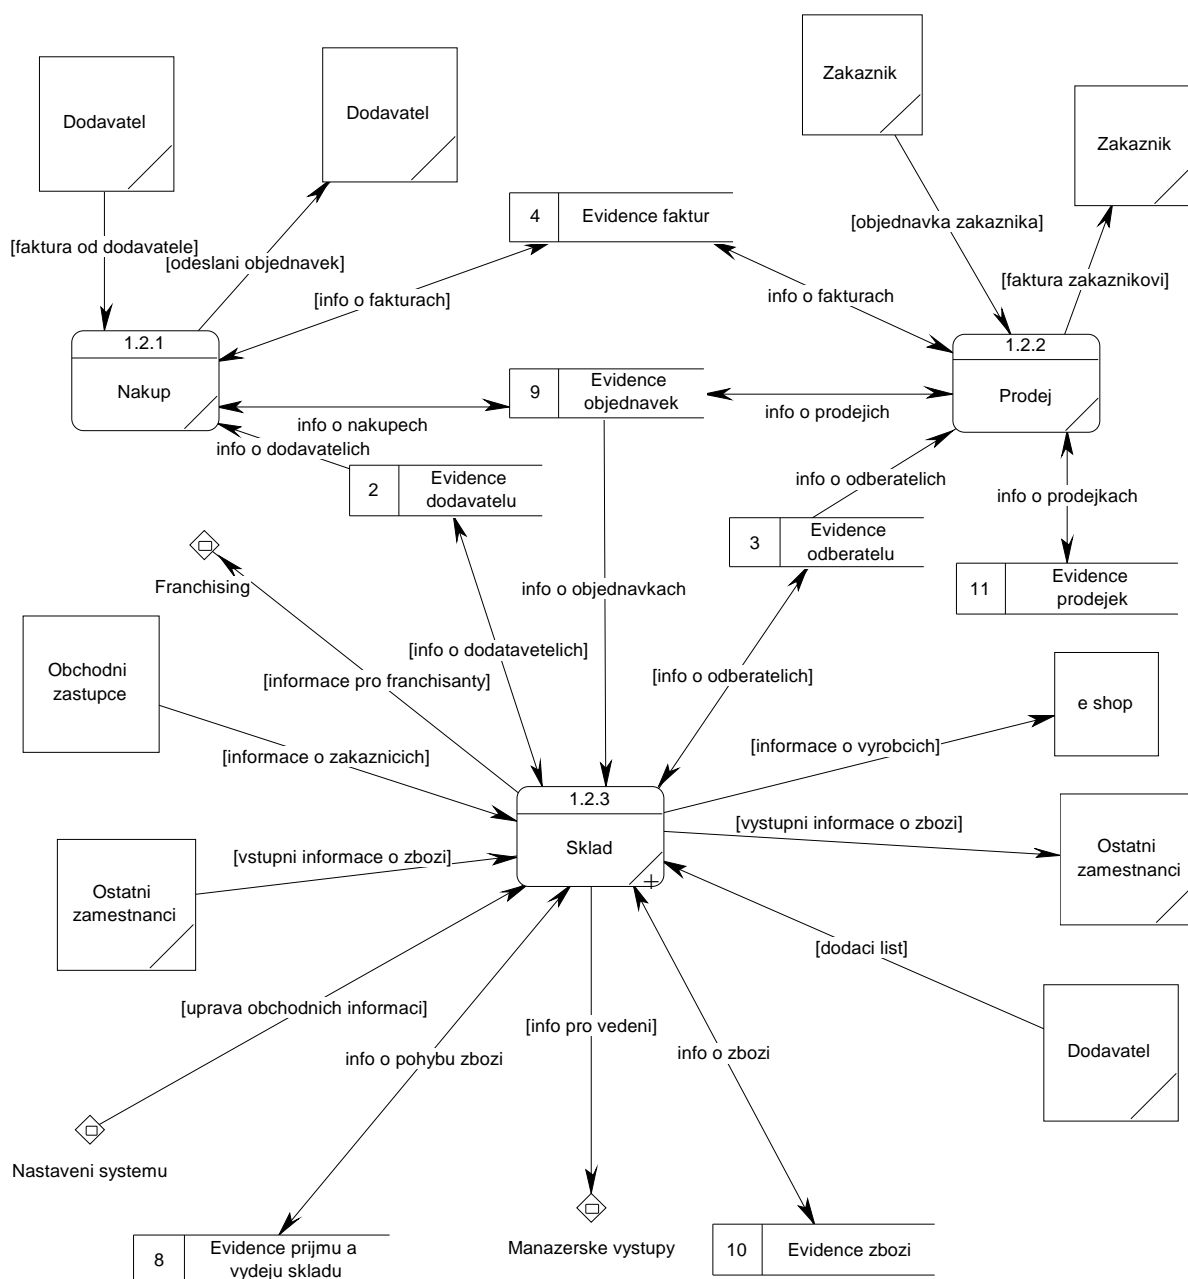 Dodavatel
Dodavatel
Zakaznik
Zakaznik
[faktura od dodavatele]
[odeslani objednavek]
4
Evidence faktur
[objednavka zakaznika]
[faktura zakaznikovi]
[info o fakturach]
info o fakturach
1.2.1
Nakup
9
Evidence
objednavek
1.2.2
Prodej
info o nakupech
info o prodejich
info o dodavatelich
2
Evidence
dodavatelu
info o odberatelich
info o prodejkach
3
Evidence
odberatelu
Franchising
info o objednavkach
11
Evidence
prodejek
Obchodni
zastupce
[info o dodatavetelich]
[informace pro franchisanty]
[info o odberatelich]
e shop
[informace o zakaznicich]
[informace o vyrobcich]
1.2.3
Sklad
[vstupni informace o zbozi]
[vystupni informace o zbozi]
Ostatni
zamestnanci
Ostatni
zamestnanci
[dodaci list]
[uprava obchodnich informaci]
[info pro vedeni]
info o pohybu zbozi
info o zbozi
Dodavatel
Nastaveni systemu
8
Evidence prijmu a
vydeju skladu
Manazerske vystupy
10
Evidence zbozi